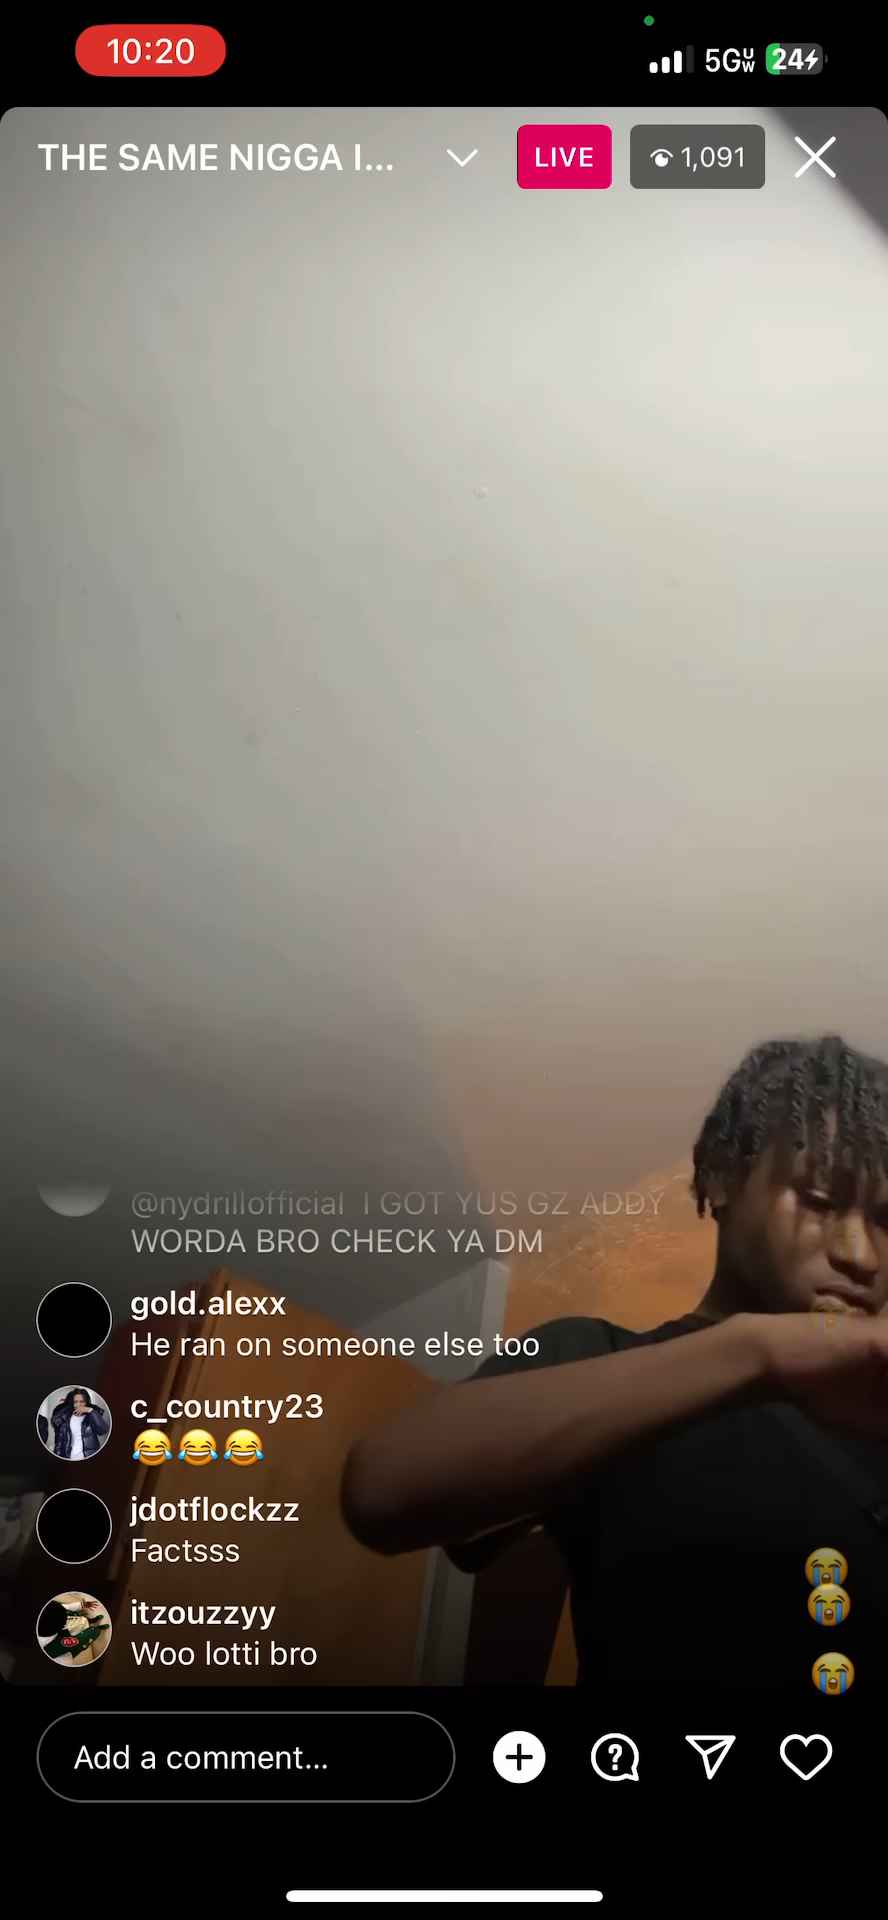 10:20
5G UW
24
THE SAME NIGGA I...
LIVE
1,091
@nydrillofficial I GOT YUS GZ ADDY
WORDA BRO CHECK YA DM
gold.alexx
He ran on someone else too
c_country23
😂😂😂
jdotflockzz
Factsss
itzouzzyy
Woo lotti bro
Add a comment...